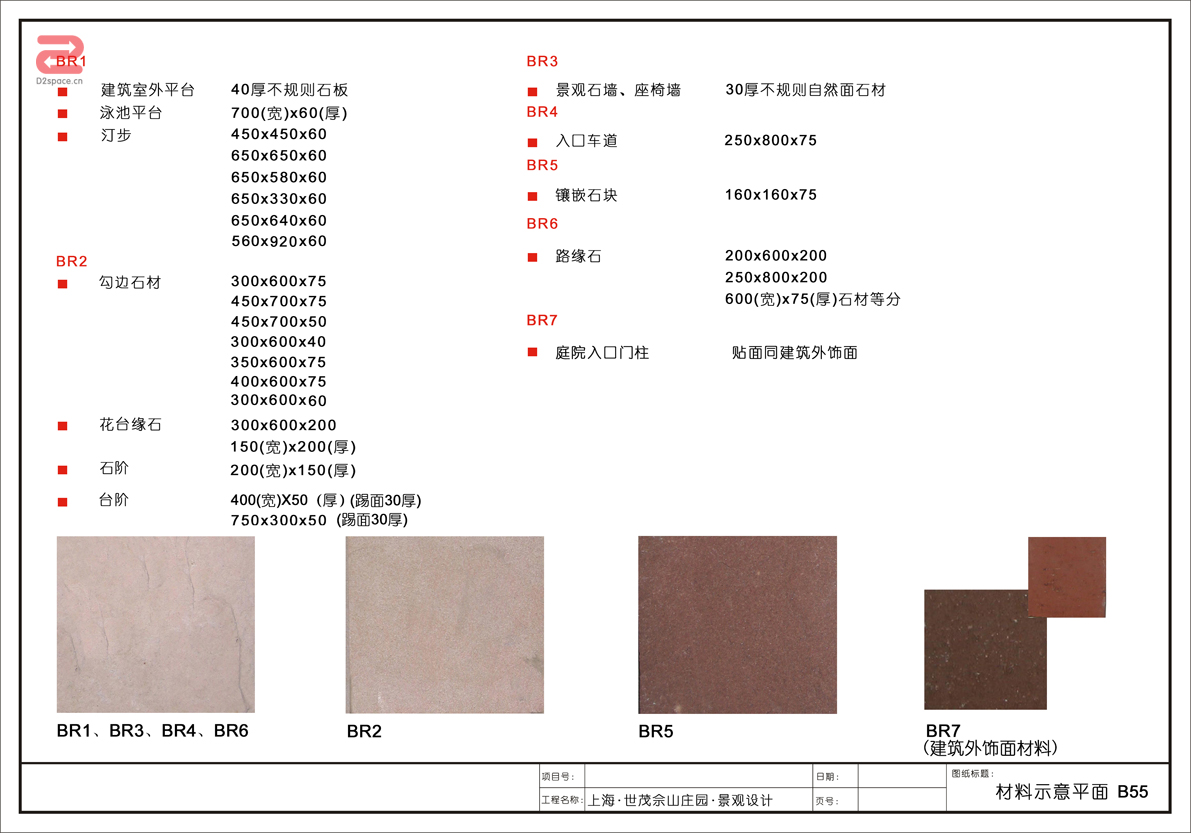 BR1
D2space.cn
建筑室外平台 40厚不规则石板
泳池平台 700(宽)x60(厚)
汀步 450x450x60
650x650x60
650x580x60
650x330x60
650x640x60
560x920x60
BR2
勾边石材 300x600x75
450x700x75
450x700x50
300x600x40
350x600x75
400x600x75
300x600x60
花台缘石 300x600x200
150(宽)x200(厚)
石阶 200(宽)x150(厚)
台阶 400(宽)X50（厚）(踢面30厚)
750x300x50 (踢面30厚)
BR3
景观石墙、座椅墙 30厚不规则自然面石材
BR4
入口车道 250x800x75
BR5
镶嵌石块 160x160x75
BR6
路缘石 200x600x200
250x800x200
600(宽)x75(厚)石材等分
BR7
庭院入口门柱 贴面同建筑外饰面
BR1、BR3、BR4、BR6
BR2
BR5
BR7
(建筑外饰面材料)
项目号:
日期:
图纸标题:
工程名称: 上海·世茂佘山庄园·景观设计
页号:
材料示意平面 B55